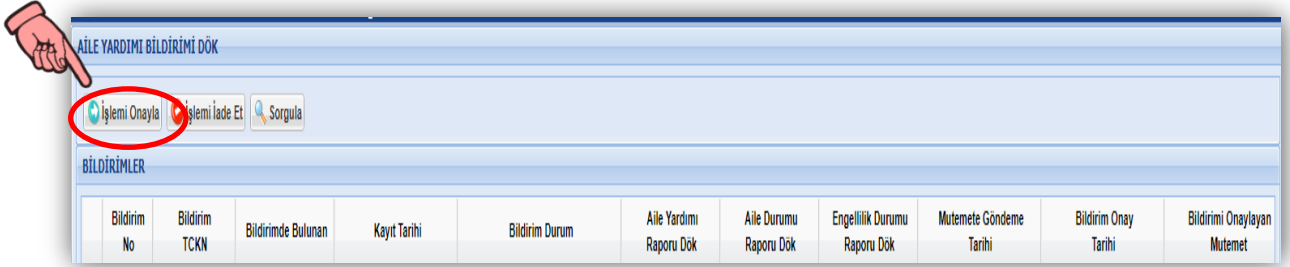 AİLE YARDIMI BİLDİRİMİ DÖK
İşlemi Onayla İşlemi İade Et Sorgula
BİLDİRİMLER
Bildirim No Bildirim TCKN Bildirimde Bulunan Kayıt Tarihi Bildirim Durum Aile Yardımı Raporu Dök Aile Durumu Raporu Dök Engellilik Durumu Raporu Dök Mutemete Göndeme Tarihi Bildirim Onay Tarihi Bildirimi Onaylayan Mutemet